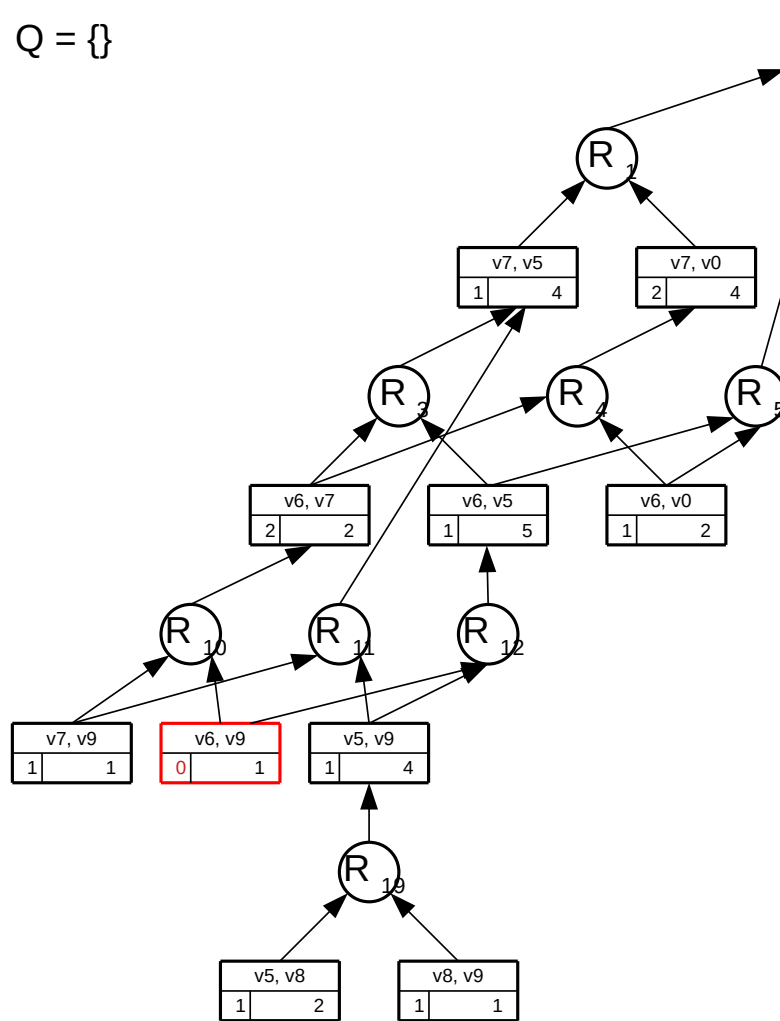 Q = {}
R 1
v7, v5
1 4
v7, v0
2 4
R 3
R 4
R 5
v6, v7
2 2
v6, v5
1 5
v6, v0
1 2
R 10
R 11
R 12
v7, v9
1 1
v6, v9
0 1
v5, v9
1 4
R 19
v5, v8
1 2
v8, v9
1 1